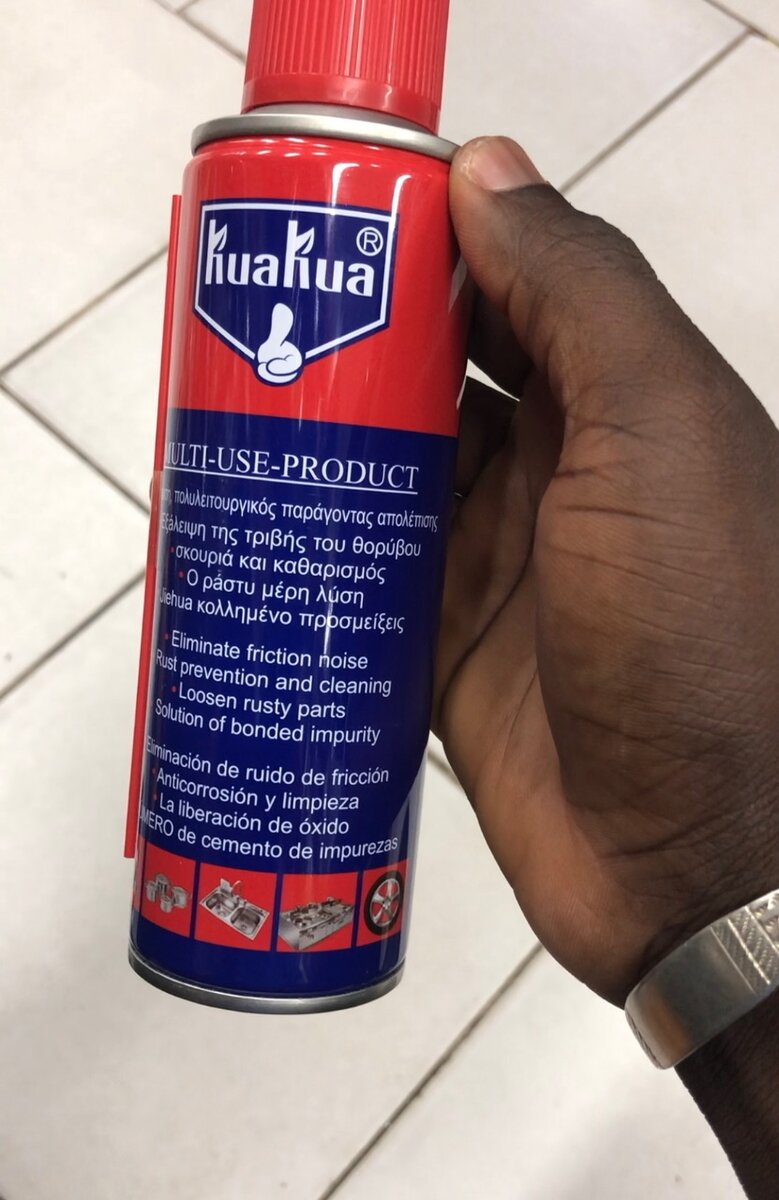 huahua®
MULTI-USE-PRODUCT
πολυλειτουργικός παράγοντας απολέπισης
Εξάλειψη της τριβής του θορύβου
• σκουριά και καθαρισμός
• Ο ράστυ μέρη λύση
Jiehua κολλημένο προσμείξεις
• Eliminate friction noise
Rust prevention and cleaning
• Loosen rusty parts
Solution of bonded impurity
Eliminación de ruido de fricción
• Anticorrosión y limpieza
• La liberación de óxido
de cemento de impurezas